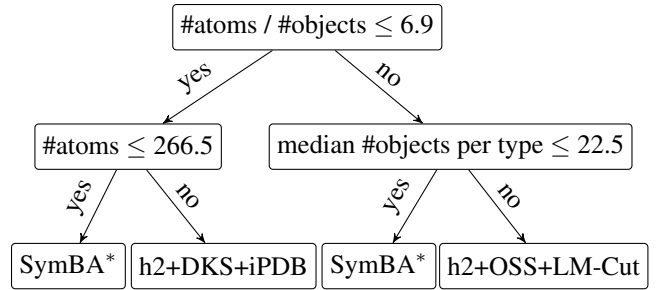 #atoms / #objects ≤ 6.9
yes
no
#atoms ≤ 266.5
median #objects per type ≤ 22.5
yes
no
yes
no
SymBA*
h2+DKS+iPDB
SymBA*
h2+OSS+LM-Cut